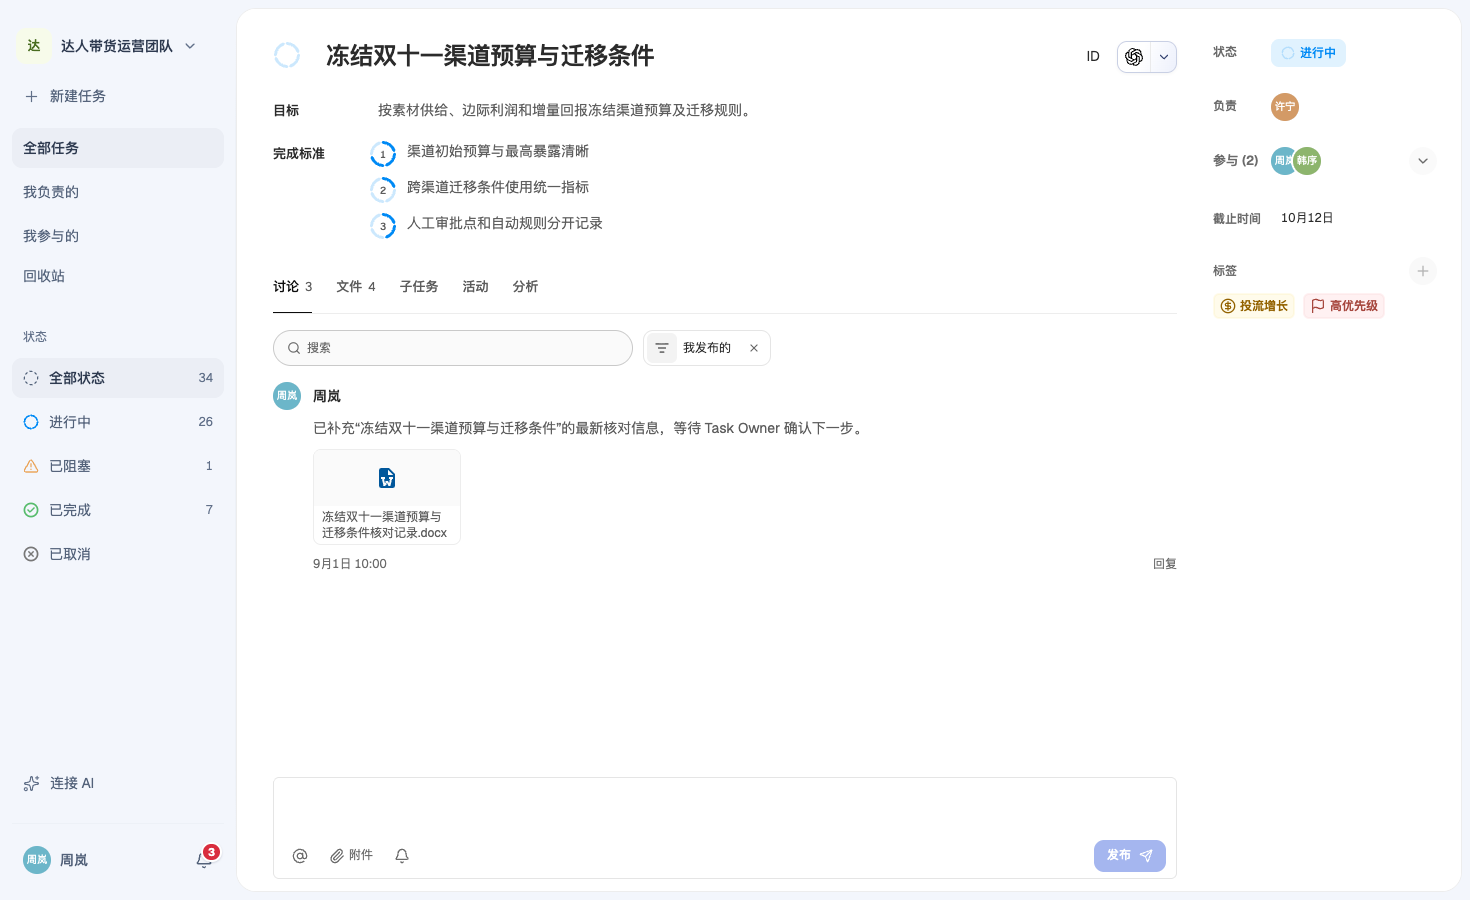 达 达人带货运营团队
新建任务
全部任务
我负责的
我参与的
回收站
状态
全部状态 34
进行中 26
已阻塞 1
已完成 7
已取消
连接 AI
周岚 周岚 3
冻结双十一渠道预算与迁移条件
ID
目标 按素材供给、边际利润和增量回报冻结渠道预算及迁移规则。
完成标准
1 渠道初始预算与最高暴露清晰
2 跨渠道迁移条件使用统一指标
3 人工审批点和自动规则分开记录
讨论 3 文件 4 子任务 活动 分析
搜索
我发布的
周岚 周岚
已补充“冻结双十一渠道预算与迁移条件”的最新核对信息，等待 Task Owner 确认下一步。
冻结双十一渠道预算与
迁移条件核对记录.docx
9月1日 10:00 回复
附件
发布
状态 进行中
负责 许宁
参与 (2) 周岚 韩序
截止时间 10月12日
标签
投流增长 高优先级